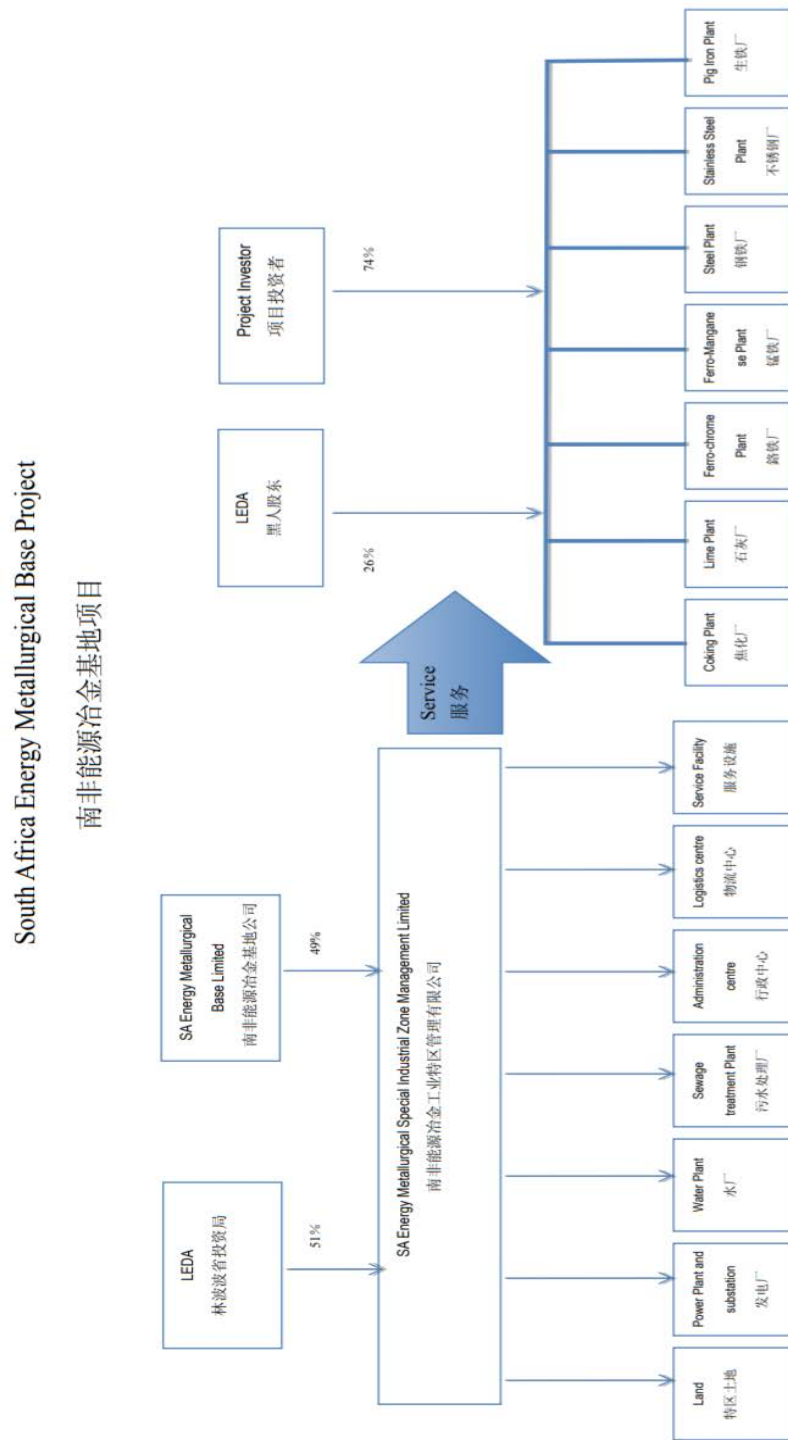 South Africa Energy Metallurgical Base Project
南非能源冶金基地项目
LEDA
林波波省投资局
SA Energy Metallurgical
Base Limited
南非能源冶金基地公司
LEDA
黑人股东
Project Investor
项目投资者
51%
49%
26%
74%
SA Energy Metallurgical Special Industrial Zone Management Limited
南非能源冶金工业特区管理有限公司
Service
服务
Land
特区土地
Power Plant and
substation
发电厂
Water Plant
水厂
Sewage
treatment Plant
污水处理厂
Administration
centre
行政中心
Logistics centre
物流中心
Service Facility
服务设施
Coking Plant
焦化厂
Lime Plant
石灰厂
Ferro-chrome
Plant
鉻铁厂
Ferro-Mangane
se Plant
锰铁厂
Steel Plant
钢铁厂
Stainless Steel
Plant
不锈钢厂
Pig Iron Plant
生铁厂